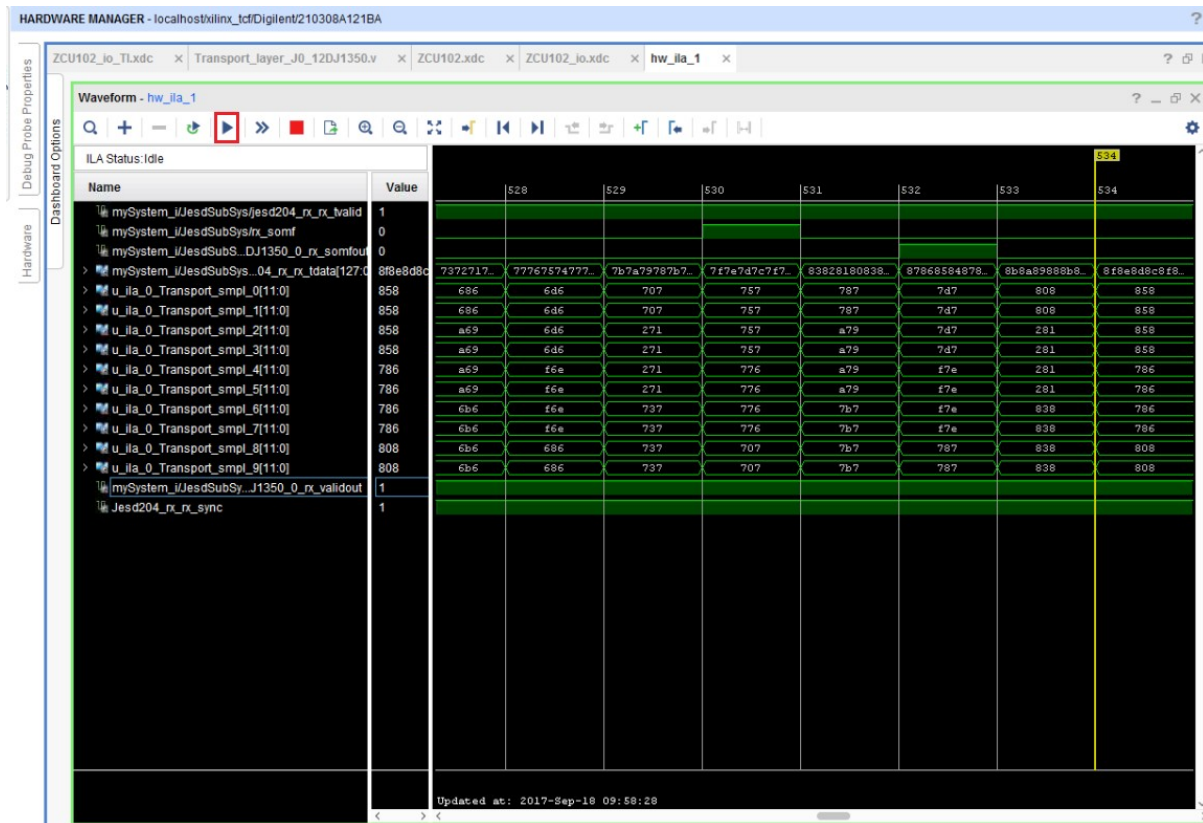 HARDWARE MANAGER - localhost/xilinx_tcf/Digilent/210308A121BA
?
Debug Probe Properties
Hardware
Dashboard Options
ZCU102_io_TI.xdc × Transport_layer_J0_12DJ1350.v × ZCU102.xdc × ZCU102_io.xdc × hw_ila_1 ×
?
Waveform - hw_ila_1
?
ILA Status:Idle
534
Name Value 528 529 530 531 532 533 534
mySystem_i/JesdSubSys/jesd204_rx_rx_tvalid 1
mySystem_i/JesdSubSys/rx_somf 0
mySystem_i/JesdSubS...DJ1350_0_rx_somfout 0
mySystem_i/JesdSubSys...04_rx_rx_tdata[127:0 8f8e8d8c 7372717... 77767574777... 7b7a79787b7... 7f7e7d7c7f7... 83828180838... 87868584878... 8b8a89888b8... 8f8e8d8c8f8...
u_ila_0_Transport_smpl_0[11:0] 858 686 6d6 707 757 787 7d7 808 858
u_ila_0_Transport_smpl_1[11:0] 858 686 6d6 707 757 787 7d7 808 858
u_ila_0_Transport_smpl_2[11:0] 858 a69 6d6 271 757 a79 7d7 281 858
u_ila_0_Transport_smpl_3[11:0] 858 a69 6d6 271 757 a79 7d7 281 858
u_ila_0_Transport_smpl_4[11:0] 786 a69 f6e 271 776 a79 f7e 281 786
u_ila_0_Transport_smpl_5[11:0] 786 a69 f6e 271 776 a79 f7e 281 786
u_ila_0_Transport_smpl_6[11:0] 786 6b6 f6e 737 776 7b7 f7e 838 786
u_ila_0_Transport_smpl_7[11:0] 786 6b6 f6e 737 776 7b7 f7e 838 786
u_ila_0_Transport_smpl_8[11:0] 808 6b6 686 737 707 7b7 787 838 808
u_ila_0_Transport_smpl_9[11:0] 808 6b6 686 737 707 7b7 787 838 808
mySystem_i/JesdSubSy...J1350_0_rx_validout 1
Jesd204_rx_rx_sync 1
Updated at: 2017-Sep-18 09:58:28